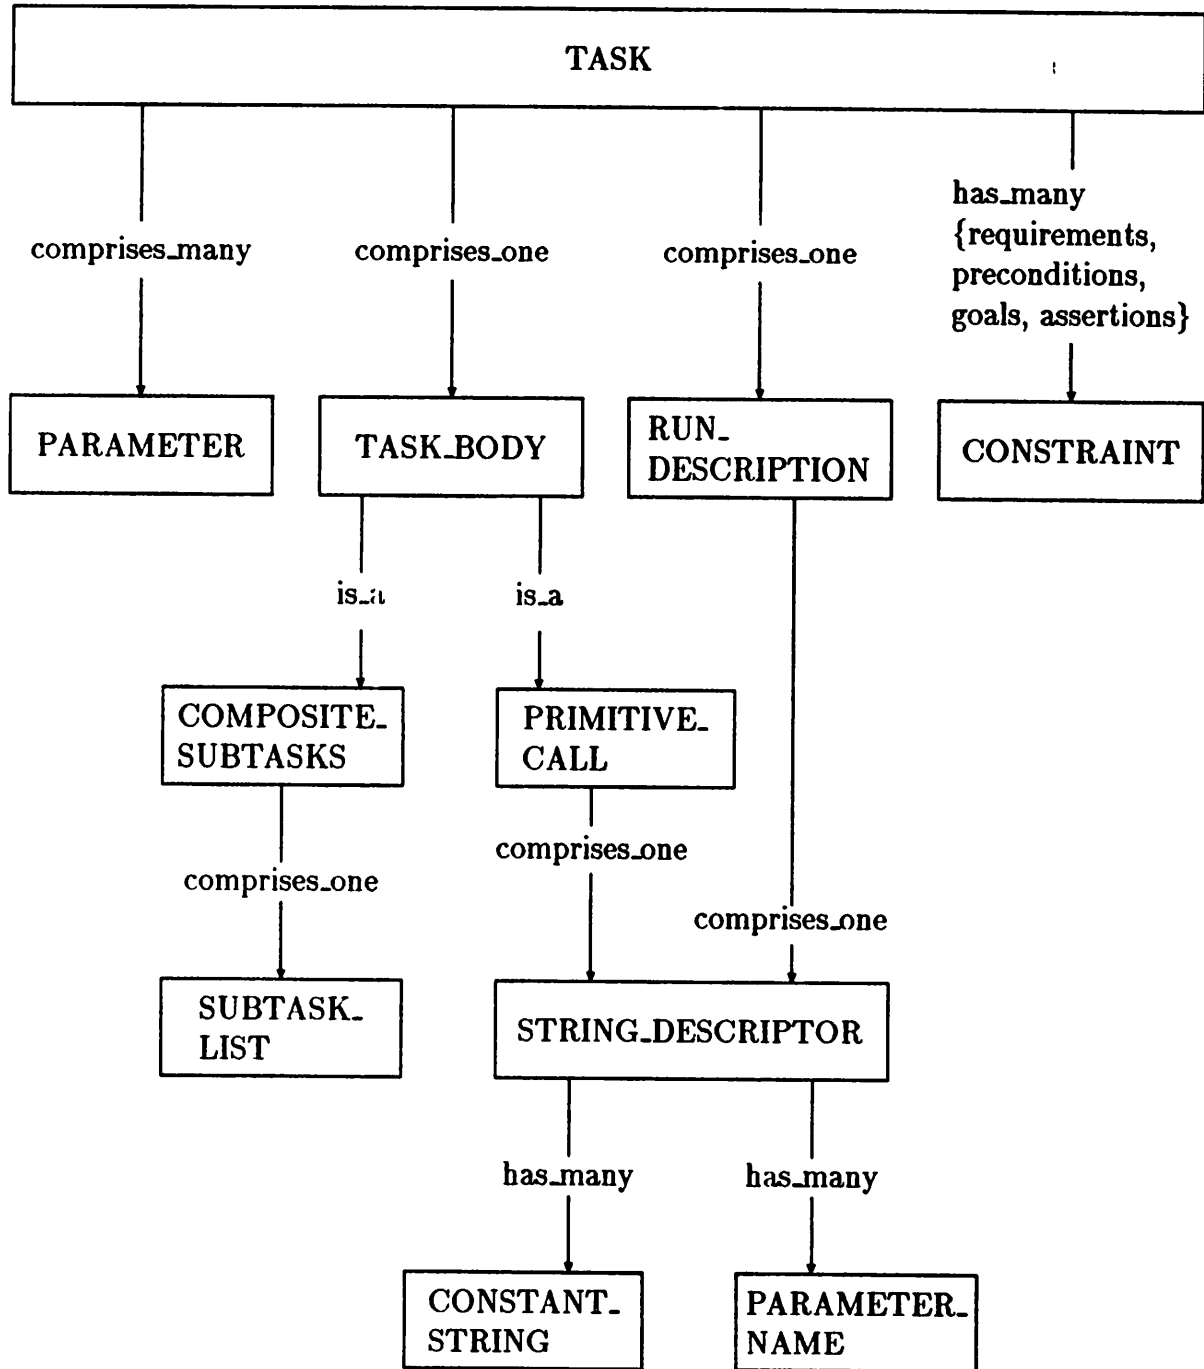 TASK
comprises_many
comprises_one
comprises_one
has_many
{requirements,
preconditions,
goals, assertions}
PARAMETER
TASK_BODY
RUN_
DESCRIPTION
CONSTRAINT
is_a
is_a
COMPOSITE_
SUBTASKS
PRIMITIVE_
CALL
comprises_one
comprises_one
comprises_one
SUBTASK_
LIST
STRING_DESCRIPTOR
has_many
has_many
CONSTANT_
STRING
PARAMETER_
NAME